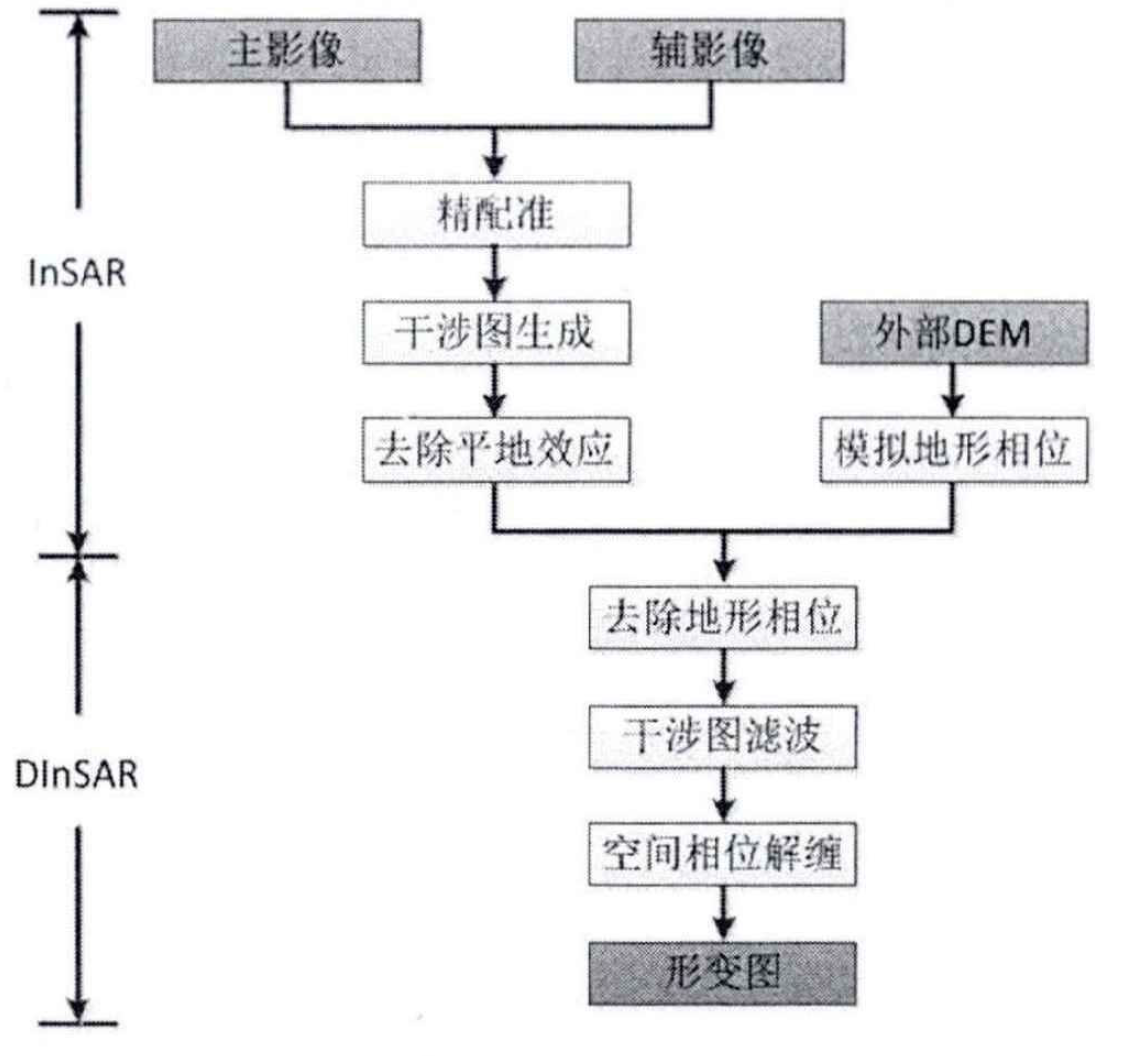 主影像
辅影像
精配准
InSAR
干涉图生成
外部DEM
去除平地效应
模拟地形相位
去除地形相位
干涉图滤波
DInSAR
空间相位解缠
形变图